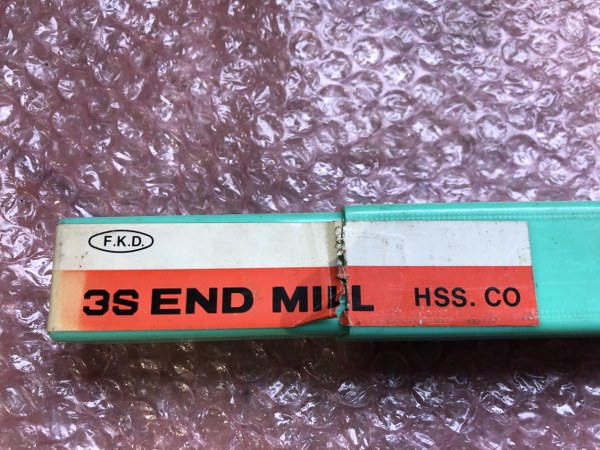 F.K.D.
3S END MILL HSS. CO